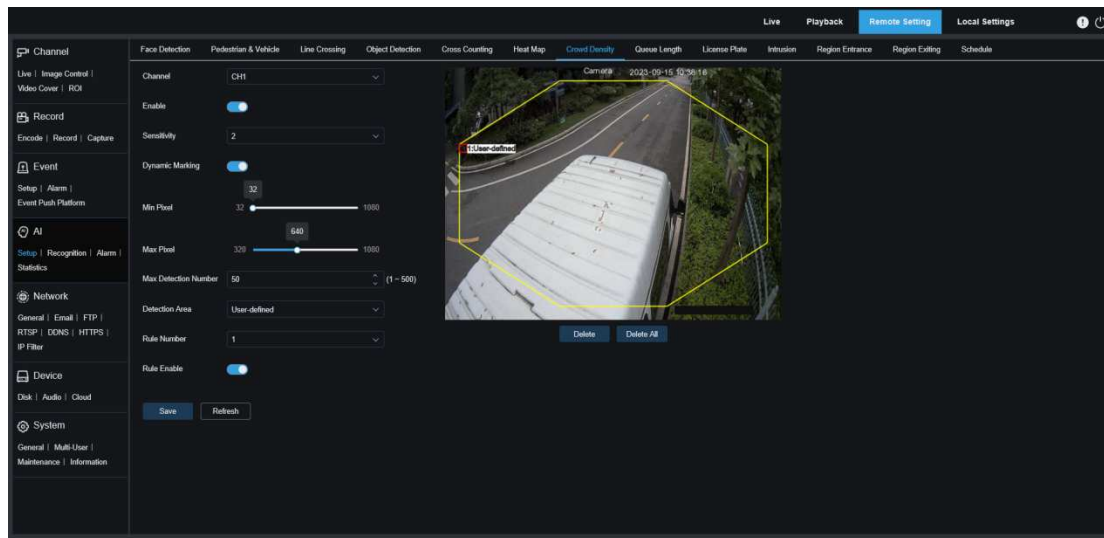 Live Playback Remote Setting Local Settings
Channel
Live | Image Control |
Video Cover | ROI
Record
Encode | Record | Capture
Event
Setup | Alarm |
Event Push Platform
AI
Setup | Recognition | Alarm |
Statistics
Network
General | Email | FTP |
RTSP | DDNS | HTTPS |
IP Filter
Device
Disk | Audio | Cloud
System
General | Multi-User |
Maintenance | Information
Face Detection Pedestrian & Vehicle Line Crossing Object Detection Cross Counting Heat Map Crowd Density Queue Length License Plate Intrusion Region Entrance Region Exiting Schedule
Channel CH1
Enable
Sensitivity 2
Dynamic Marking
32
Min Pixel 32 1080
640
Max Pixel 320 1080
Max Detection Number 50 (1 ~ 500)
Detection Area User-defined
Rule Number 1
Rule Enable
Save Refresh
Camera 2023-09-15 10:36:16
1:User-defined
Delete Delete All